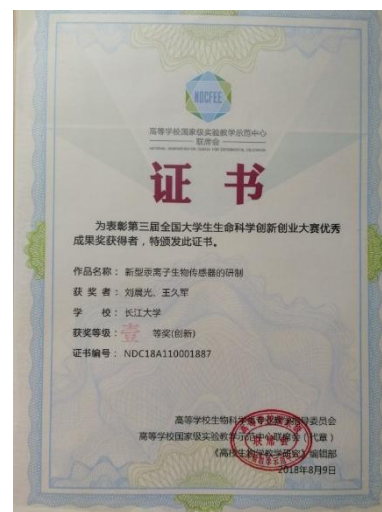 NDCFEE
高等学校国家级实验教学示范中心
联席会
证书
为表彰第三届全国大学生生命科学创新创业大赛优秀
成果奖获得者，特颁发此证书。
作品名称：新型汞离子生物传感器的研制
获奖者：刘晨光、王久军
学校：长江大学
获奖等级：壹等奖(创新)
证书编号：NDC18A110001887
高等学校生物科学类专业教学指导委员会
高等学校国家级实验教学示范中心联席会（代章）
《高校生物学教学研究》编辑部
2018年8月9日